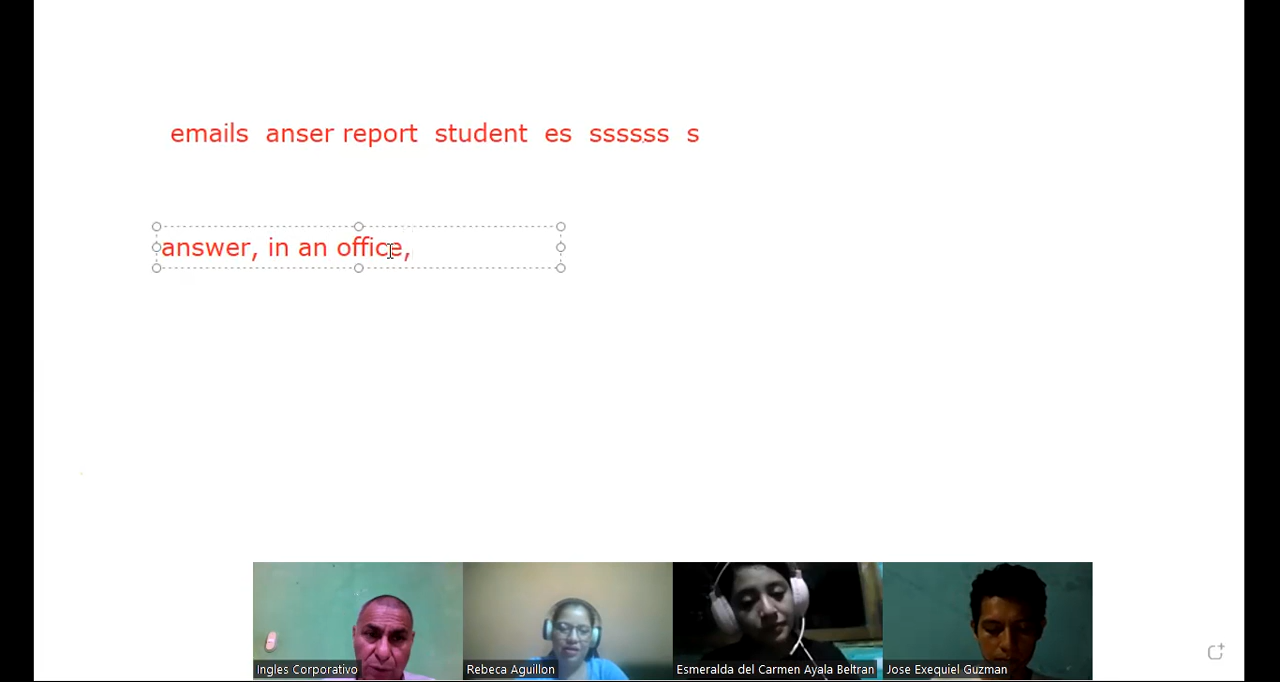 emails anser report student es ssssss s
answer, in an office,
Ingles Corporativo
Rebeca Aguillon
Esmeralda del Carmen Ayala Beltran
Jose Exequiel Guzman